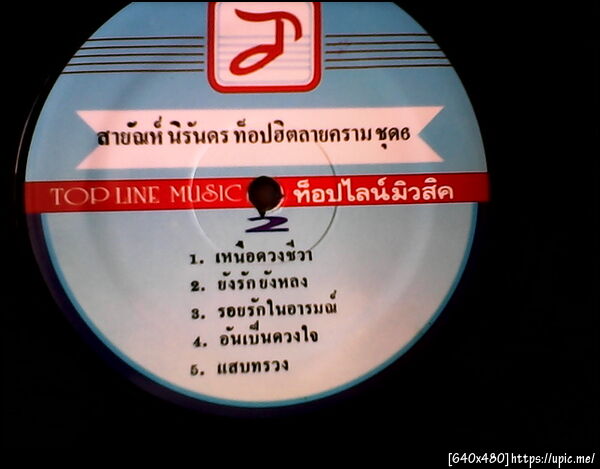 สายัณห์ นิรันดร ท็อปฮิตลายคราม ชุด6
TOP LINE MUSIC ท็อปไลน์มิวสิค
2
1. เหนือดวงชีวา
2. ยังรักยังหลง
3. รอยรักในอารมณ์
4. อันเป็นดวงใจ
5. แสบทรวง
[640x480]https://upic.me/